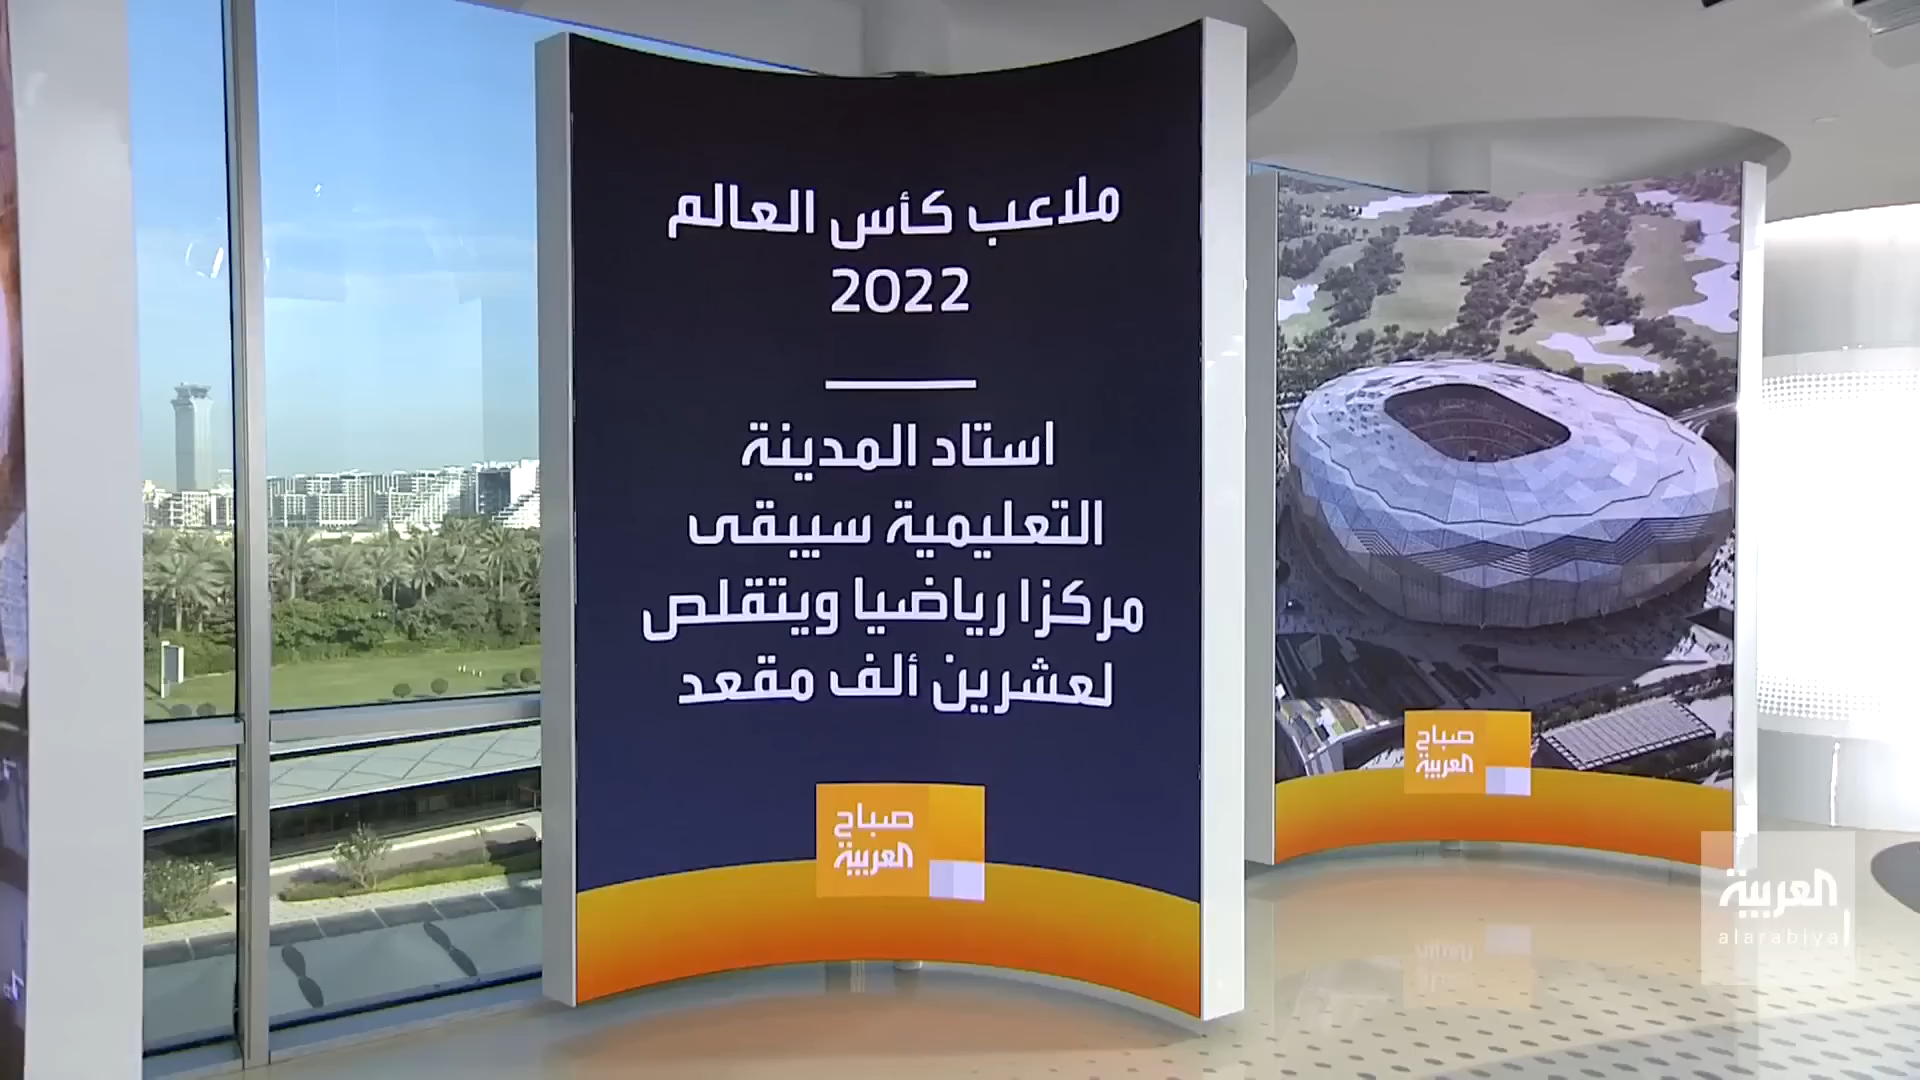 ملاعب كأس العالم
2022
استاد المدينة
التعليمية سيبقى
مركزا رياضيا ويتقلص
لعشرين ألف مقعد
صباح
العربية
صباح
العربية
العربية
alarabiya